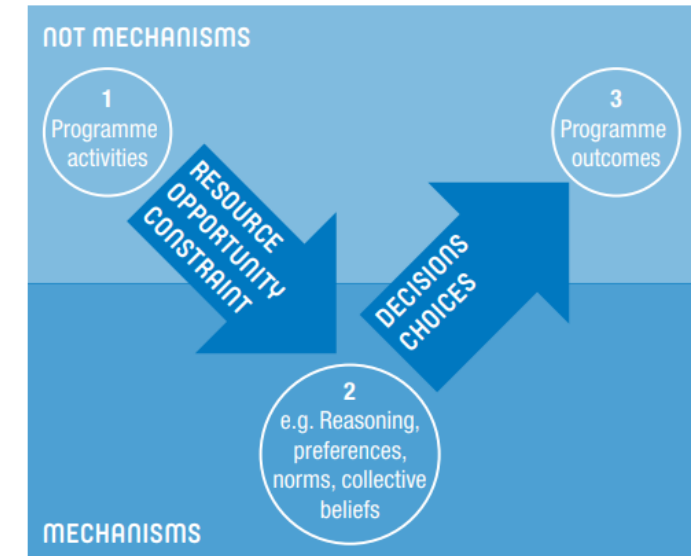 NOT MECHANISMS
1
Programme
activities
RESOURCE
OPPORTUNITY
CONSTRAINT
3
Programme
outcomes
DECISIONS
CHOICES
2
e.g. Reasoning,
preferences,
norms, collective
beliefs
MECHANISMS